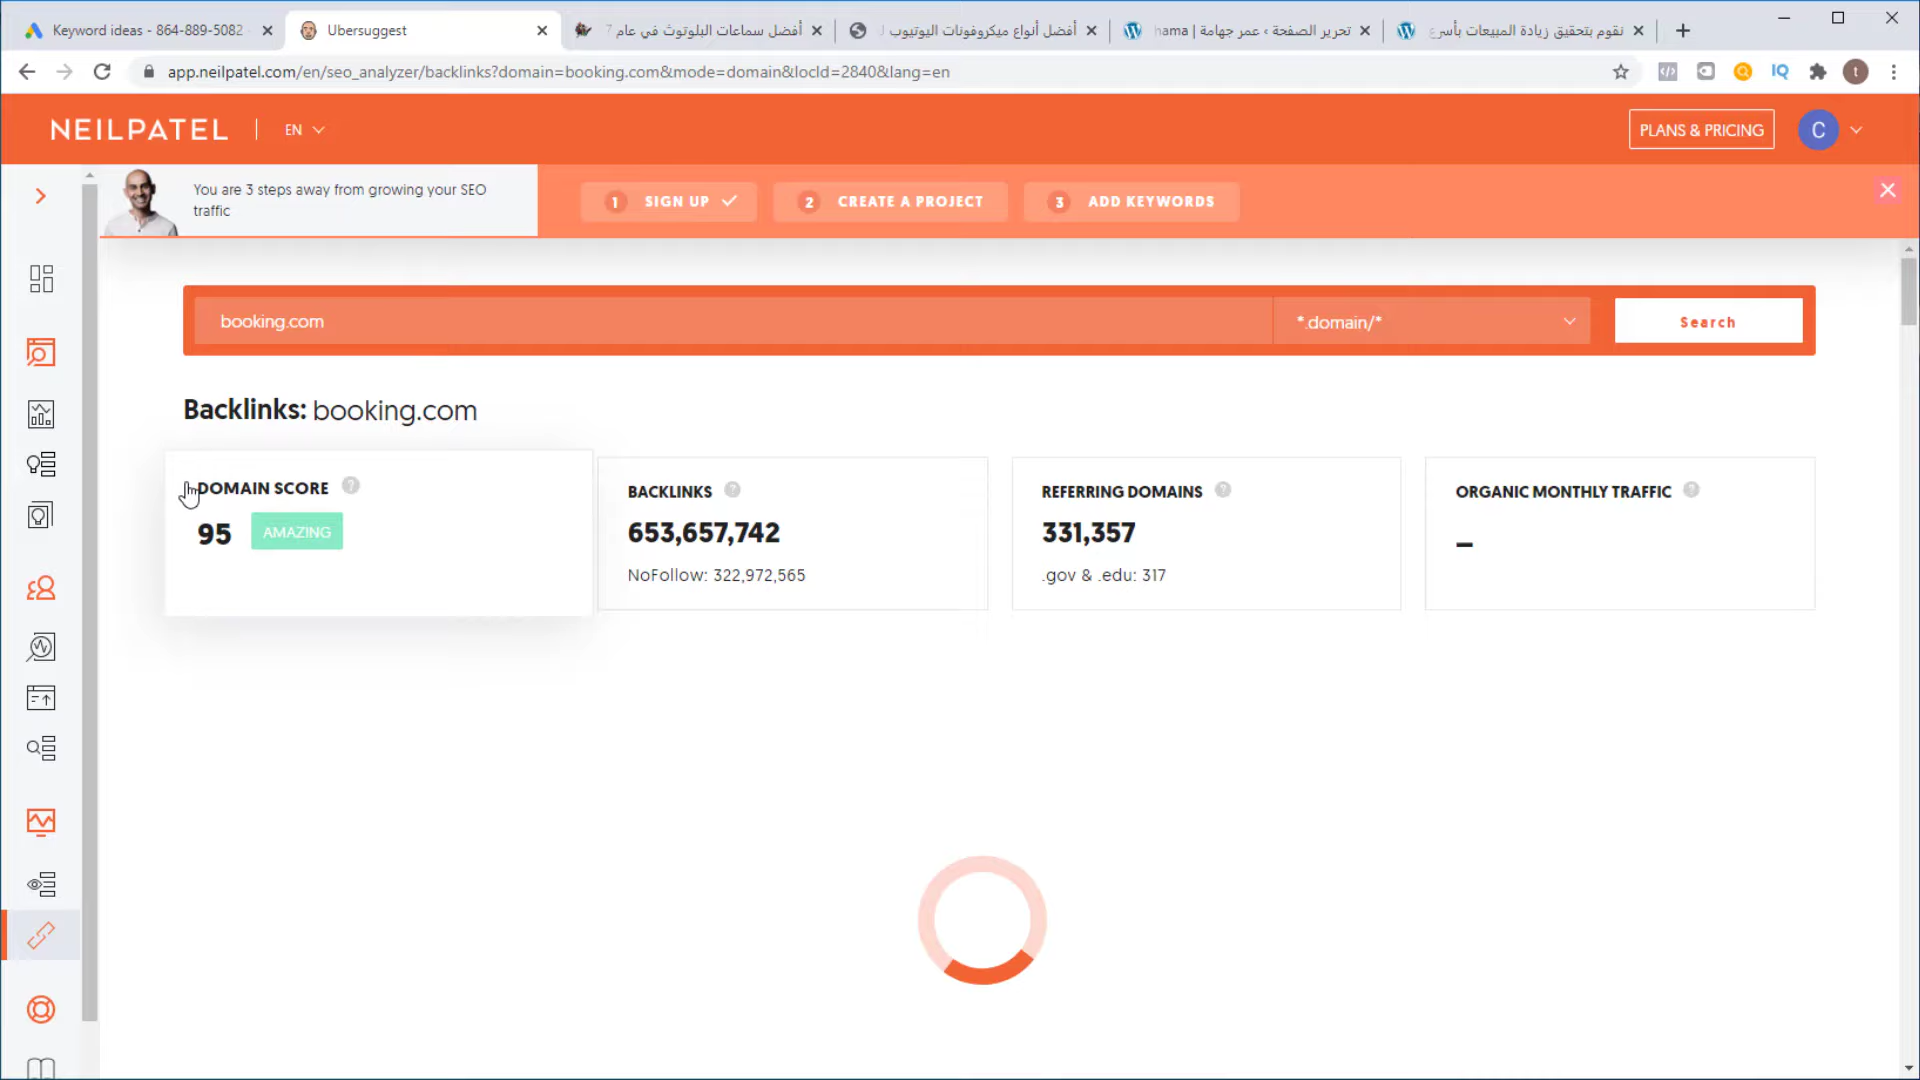 Keyword ideas - 864-889-5082
Ubersuggest
أفضل سماعات البلوتوث في عام 7
أفضل أنواع ميكروفونات اليوتيوب ل
تحرير الصفحة › عمر جهامة | hama
نقوم بتحقيق زيادة المبيعات بأسرع
app.neilpatel.com/en/seo_analyzer/backlinks?domain=booking.com&mode=domain&locId=2840&lang=en
IQ
t
NEILPATEL
EN
PLANS & PRICING
C
You are 3 steps away from growing your SEO
traffic
1 SIGN UP
2 CREATE A PROJECT
3 ADD KEYWORDS
booking.com
*.domain/*
Search
Backlinks: booking.com
DOMAIN SCORE ?
95 AMAZING
BACKLINKS ?
653,657,742
NoFollow: 322,972,565
REFERRING DOMAINS ?
331,357
.gov & .edu: 317
ORGANIC MONTHLY TRAFFIC ?
–